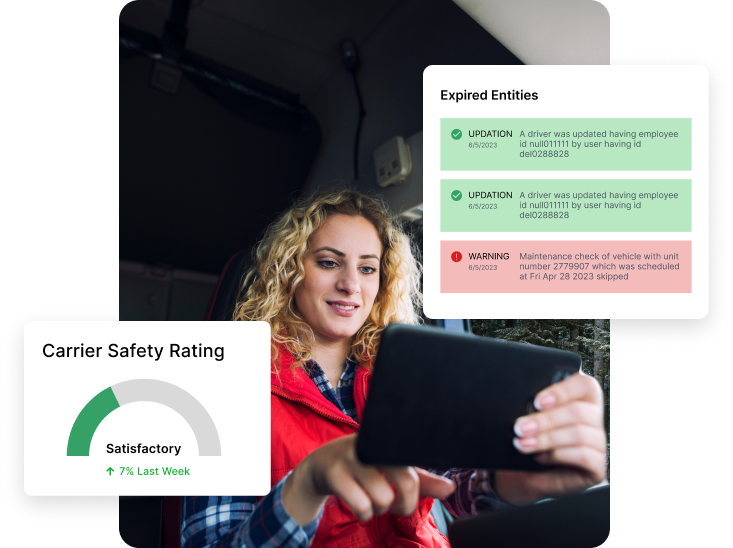 Expired Entities
UPDATION A driver was updated having employee
6/5/2023 id null011111 by user having id
del0288828
UPDATION A driver was updated having employee
6/5/2023 id null011111 by user having id
del0288828
WARNING Maintenance check of vehicle with unit
6/5/2023 number 2779907 which was scheduled
at Fri Apr 28 2023 skipped
Carrier Safety Rating
Satisfactory
↑ 7% Last Week